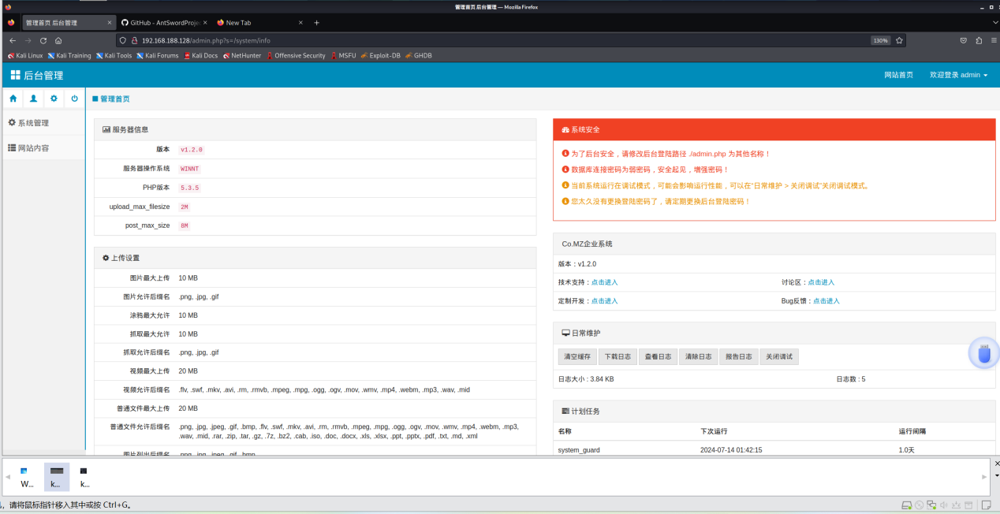 管理首页 后台管理 — Mozilla Firefox
管理首页 后台管理 × GitHub - AntSwordProje × New Tab × +
192.168.188.128/admin.php?s=/system/info 130%
Kali Linux Kali Training Kali Tools Kali Forums Kali Docs NetHunter Offensive Security MSFU Exploit-DB GHDB
后台管理 网站首页 欢迎登录 admin
管理首页
系统管理
网站内容
服务器信息
版本 v1.2.0
服务器操作系统 WINNT
PHP版本 5.3.5
upload_max_filesize 2M
post_max_size 8M
上传设置
图片最大上传 10 MB
图片允许后缀名 .png, .jpg, .gif
涂鸦最大允许 10 MB
抓取最大允许 10 MB
抓取允许后缀名 .png, .jpg, .gif
视频最大上传 20 MB
视频允许后缀名 .flv, .swf, .mkv, .avi, .rm, .rmvb, .mpeg, .mpg, .ogg, .ogv, .mov, .wmv, .mp4, .webm, .mp3, .wav, .mid
普通文件最大上传 20 MB
普通文件允许后缀名 .png, .jpg, .jpeg, .gif, .bmp, .flv, .swf, .mkv, .avi, .rm, .rmvb, .mpeg, .mpg, .ogg, .ogv, .mov, .wmv, .mp4, .webm, .mp3,
.wav, .mid, .rar, .zip, .tar, .gz, .7z, .bz2, .cab, .iso, .doc, .docx, .xls, .xlsx, .ppt, .pptx, .pdf, .txt, .md, .xml
图片列出后缀名 .png, .jpg, .jpeg, .gif, .bmp
系统安全
为了后台安全，请修改后台登陆路径 ./admin.php 为其他名称！
数据库连接密码为弱密码，安全起见，增强密码！
当前系统运行在调试模式，可能会影响运行性能，可以在"日常维护 > 关闭调试"关闭调试模式。
您太久没有更换登陆密码了，请定期更换后台登陆密码！
Co.MZ企业系统
版本：v1.2.0
技术支持：点击进入 讨论区：点击进入
定制开发：点击进入 Bug反馈：点击进入
日常维护
清空缓存 下载日志 查看日志 清除日志 报告日志 关闭调试
日志大小 : 3.84 KB 日志数 : 5
计划任务
名称 下次运行 运行间隔
system_guard 2024-07-14 01:42:15 1.0天
W... k... k...
，请将鼠标指针移入其中或按 Ctrl+G。